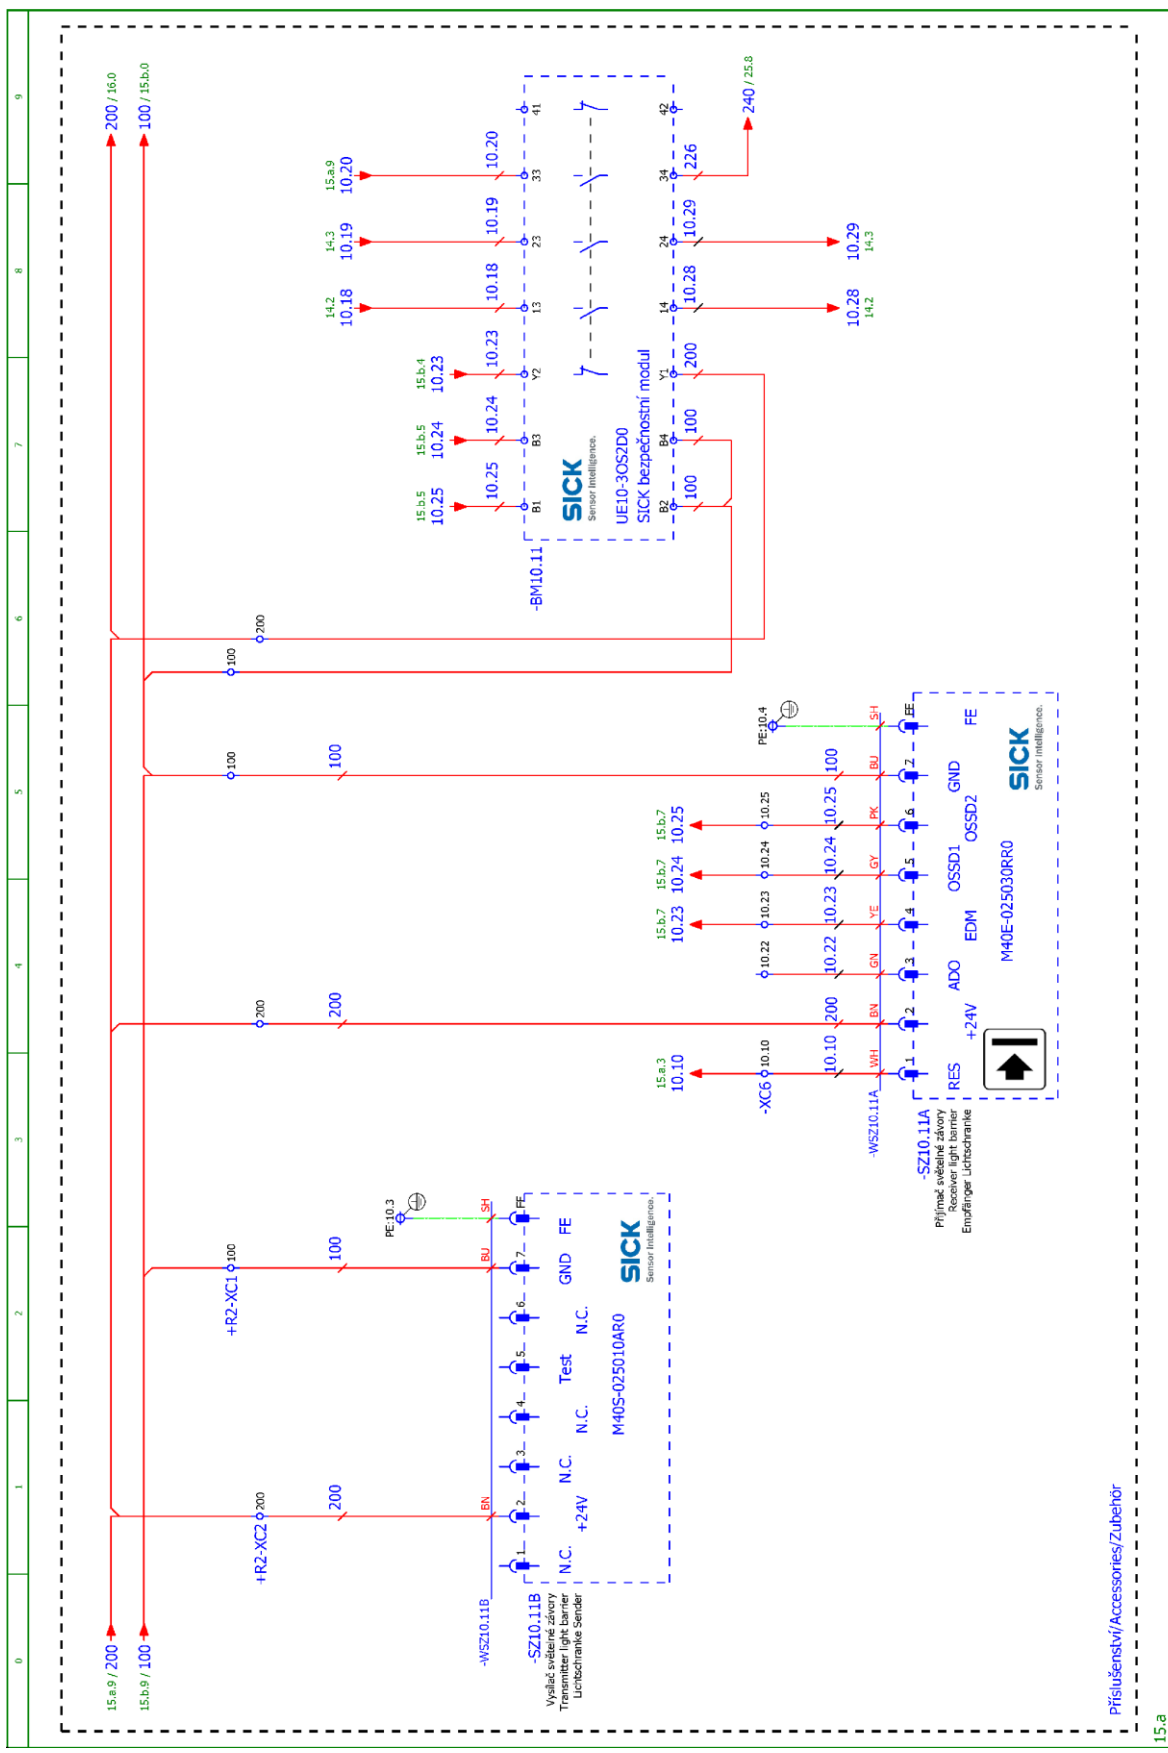 0
1
2
3
4
5
6
7
8
9
15.a.9 / 200
200 / 16.0
15.b.9 / 100
100 / 15.b.0
+R2-XC2
200
200
+R2-XC1
100
100
200
200
100
100
100
200
-WSZ10.11B
BN
BU
SH
PE:10.3
-SZ10.11B
Vysílač světelné závory
Transmitter light barrier
Lichtschranke Sender
1
2
3
4
5
6
7
FE
N.C.
+24V
N.C.
N.C.
Test
N.C.
GND
FE
M40S-025010AR0
SICK
Sensor Intelligence.
15.a.3
10.10
15.b.7
10.23
15.b.7
10.24
15.b.7
10.25
-XC6
10.10
10.22
10.23
10.24
10.25
PE:10.4
10.10
200
10.22
10.23
10.24
10.25
100
-WSZ10.11A
WH
BN
GN
YE
GY
PK
BU
SH
-SZ10.11A
Přijímač světelné závory
Receiver light barrier
Empfänger Lichtschranke
1
2
3
4
5
6
7
FE
RES
+24V
ADO
EDM
OSSD1
OSSD2
GND
FE
M40E-025030RR0
SICK
Sensor Intelligence.
15.b.5
10.25
15.b.5
10.24
15.b.4
10.23
14.2
10.18
14.3
10.19
15.a.9
10.20
10.25
10.24
10.23
10.18
10.19
10.20
-BM10.11
B1
B3
Y2
13
23
33
41
SICK
Sensor Intelligence.
UE10-3OS2D0
SICK bezpečnostní modul
B2
B4
Y1
14
24
34
42
100
100
200
10.28
10.29
226
240 / 25.8
10.28
14.2
10.29
14.3
Příslušenství/Accessories/Zubehör
15.a